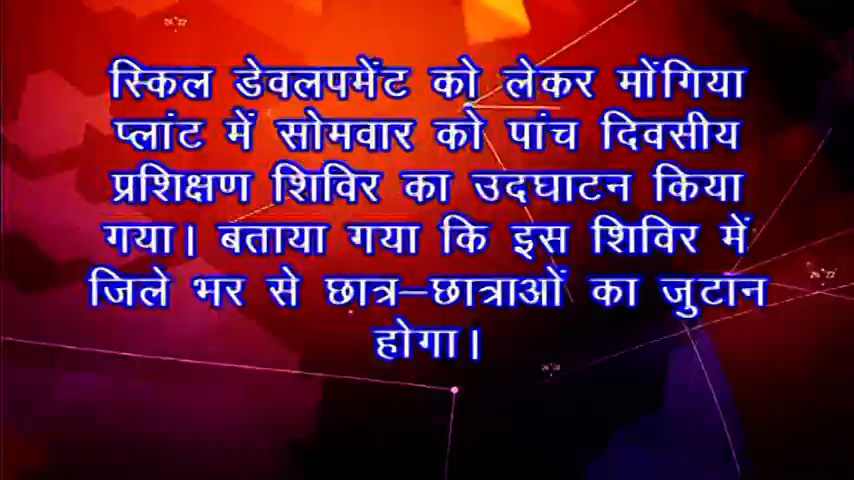 स्किल डेवलपमेंट को लेकर मोंगिया
प्लांट में सोमवार को पांच दिवसीय
प्रशिक्षण शिविर का उदघाटन किया
गया। बताया गया कि इस शिविर में
जिले भर से छात्र–छात्राओं का जुटान
होगा।